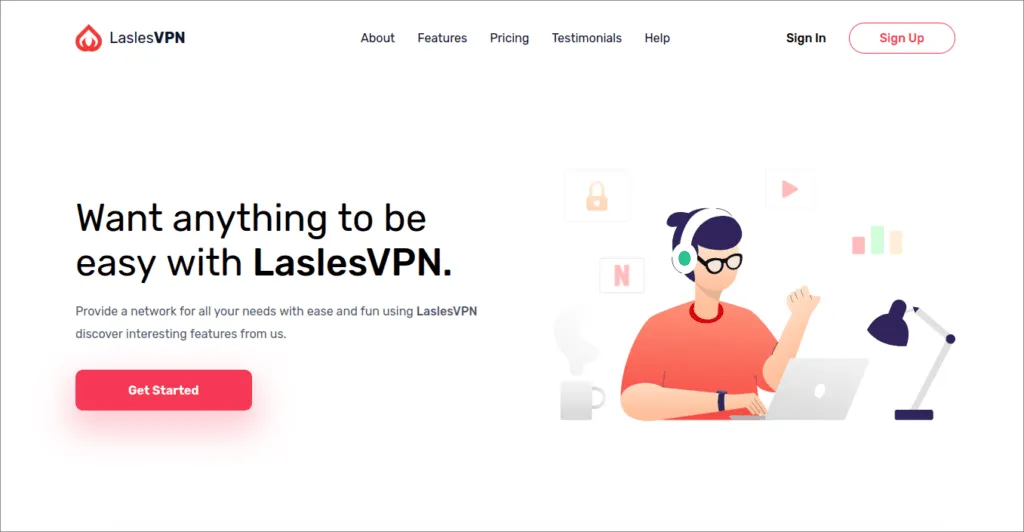 LaslesVPN
About
Features
Pricing
Testimonials
Help
Sign In
Sign Up
Want anything to be
easy with LaslesVPN.
Provide a network for all your needs with ease and fun using LaslesVPN
discover interesting features from us.
Get Started
N